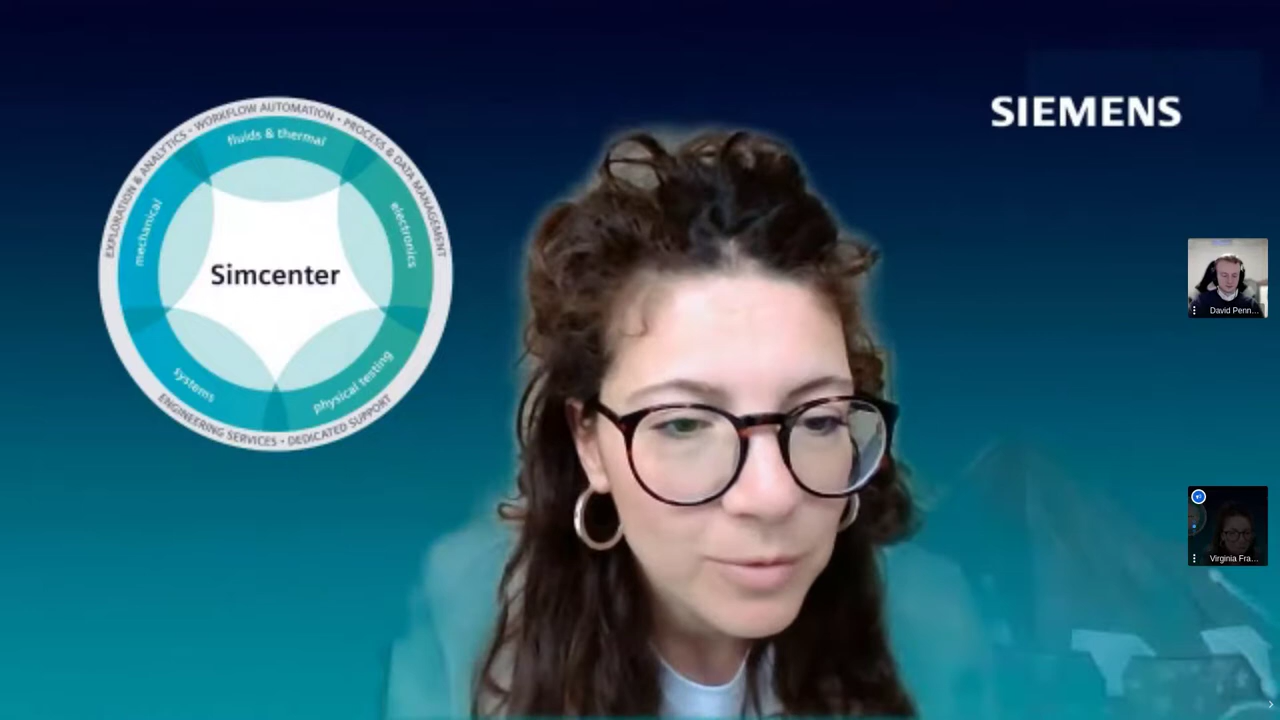 EXPLORATION & ANALYTICS • WORKFLOW AUTOMATION • PROCESS & DATA MANAGEMENT
fluids & thermal
mechanical
electronics
Simcenter
systems
physical testing
ENGINEERING SERVICES • DEDICATED SUPPORT
SIEMENS
David Penn...
Virginia Fra...